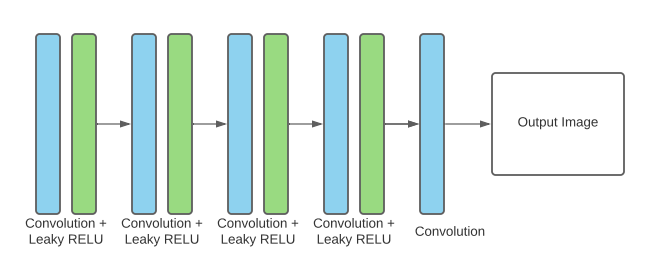 Output Image
Convolution +
Leaky RELU
Convolution +
Leaky RELU
Convolution +
Leaky RELU
Convolution +
Leaky RELU
Convolution